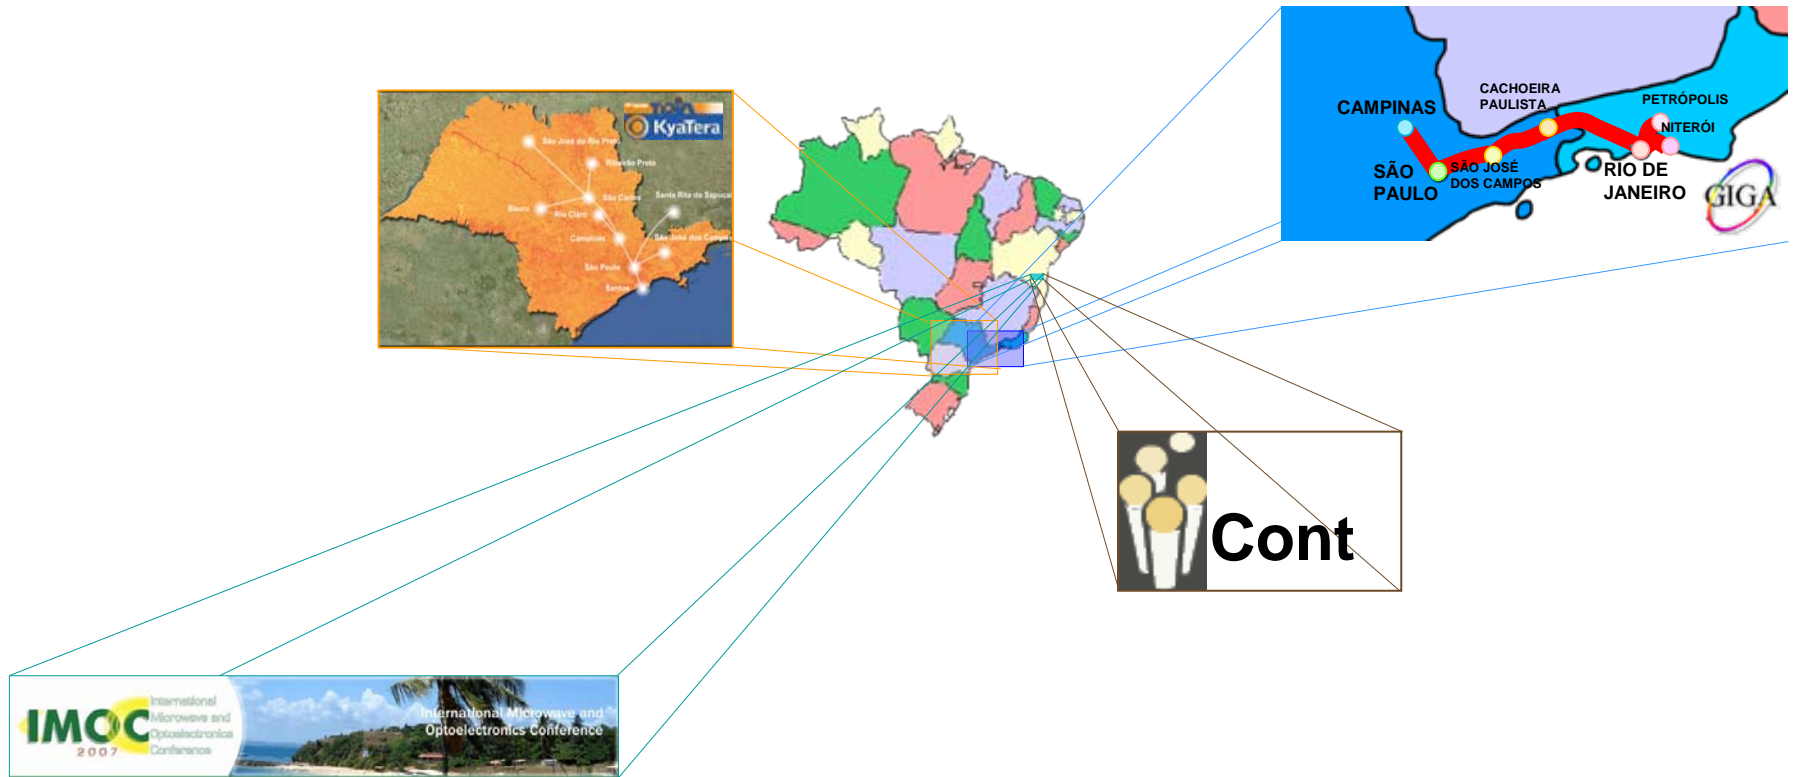 TIDIA
KyaTera
São José do Rio Preto
Ribeirão Preto
São Carlos
Santa Rita do Sapucaí
Bauru
Rio Claro
Campinas
São José dos Campos
São Paulo
Santos
CACHOEIRA
PAULISTA
CAMPINAS
PETRÓPOLIS
NITERÓI
SÃO
PAULO
SÃO JOSÉ
DOS CAMPOS
RIO DE
JANEIRO
GIGA
Cont
IMOC
2007
International
Microwave and
Optoelectronics
Conference
International Microwave and
Optoelectronics Conference